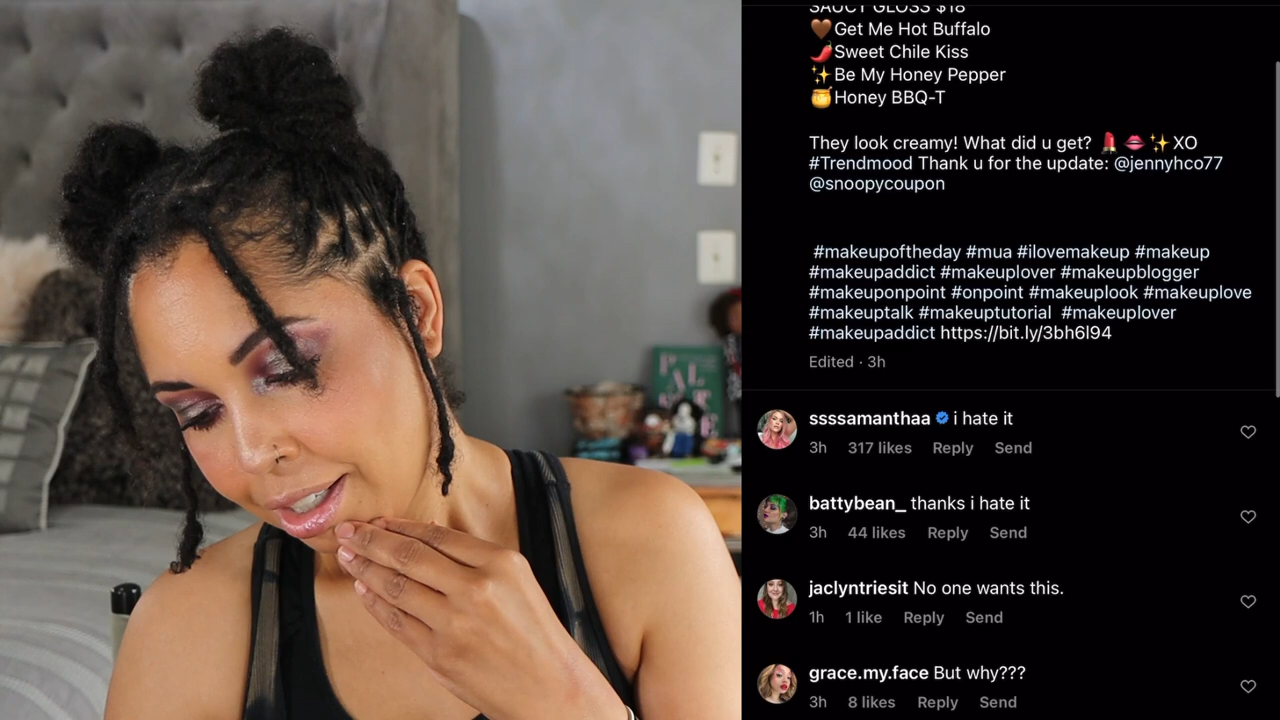 SAUCY GLOSS $18
🤎Get Me Hot Buffalo
🌶️Sweet Chile Kiss
✨Be My Honey Pepper
🍯Honey BBQ-T
They look creamy! What did u get? 💄👄✨XO
#Trendmood Thank u for the update: @jennyhco77
@snoopycoupon
#makeupoftheday #mua #ilovemakeup #makeup
#makeupaddict #makeuplover #makeupblogger
#makeuponpoint #onpoint #makeuplook #makeuplove
#makeuptalk #makeuptutorial #makeuplover
#makeupaddict https://bit.ly/3bh6l94
Edited · 3h
ssssamanthaa i hate it
3h 317 likes Reply Send
battybean_ thanks i hate it
3h 44 likes Reply Send
jaclyntriesit No one wants this.
1h 1 like Reply Send
grace.my.face But why???
3h 8 likes Reply Send